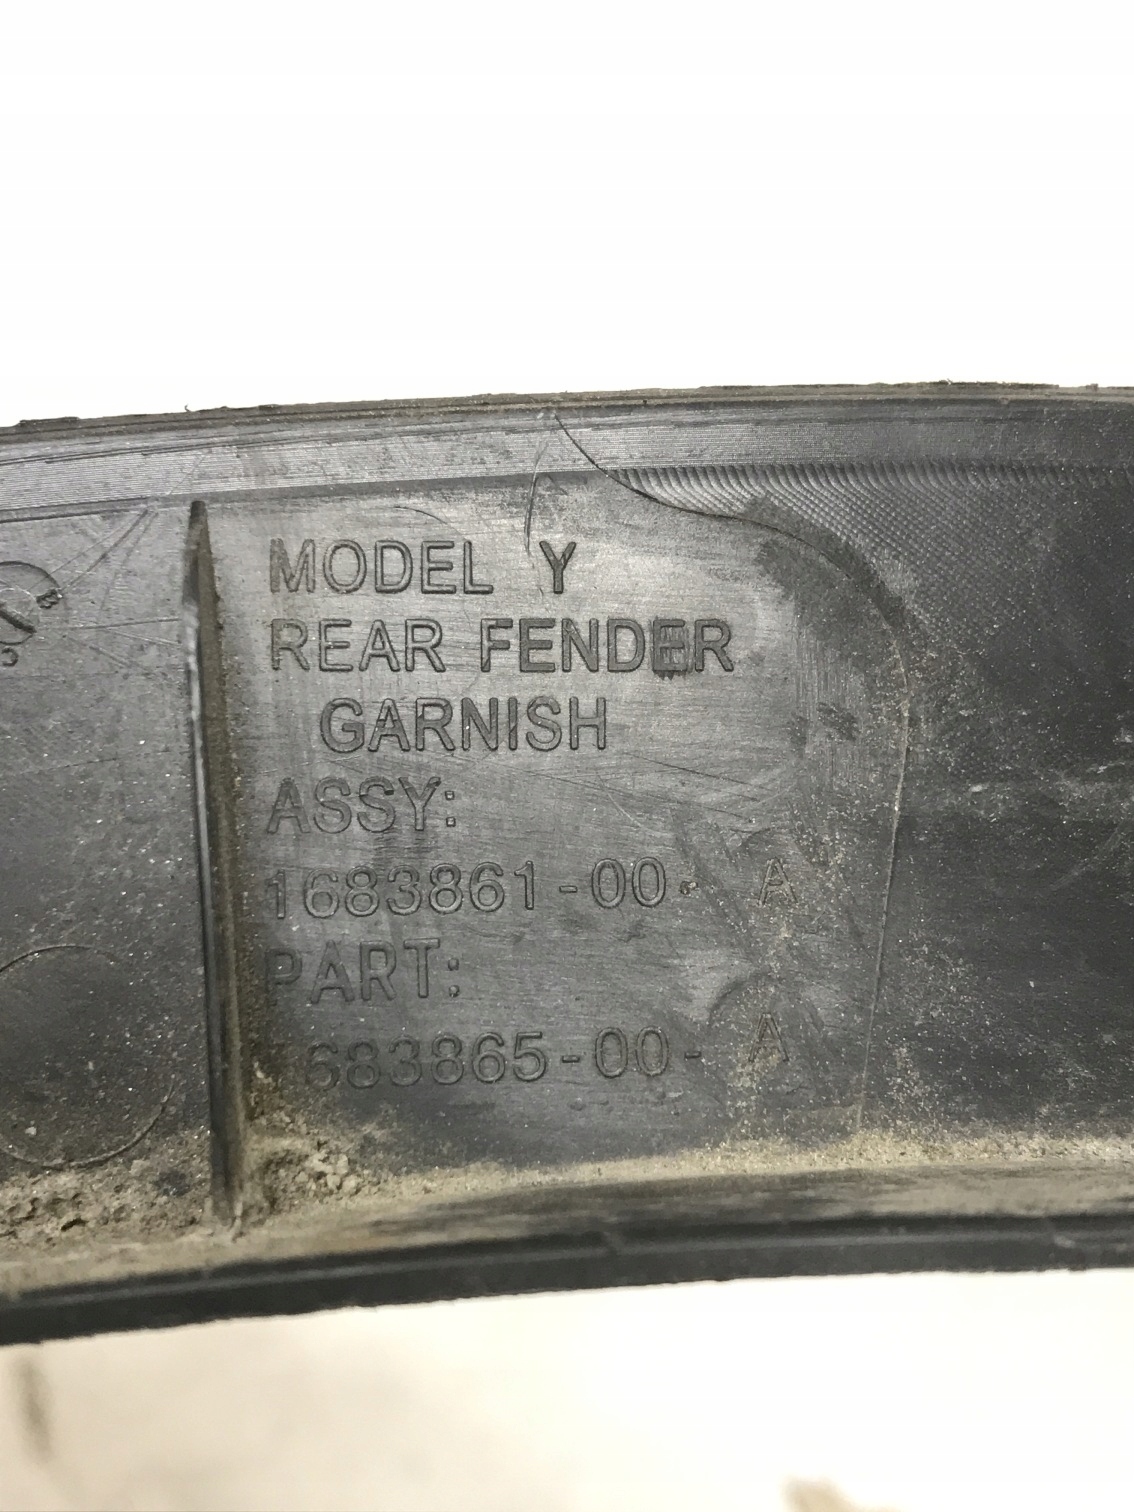 MODEL Y
REAR FENDER
GARNISH
ASSY:
1683861-00- A
PART:
683865-00- A